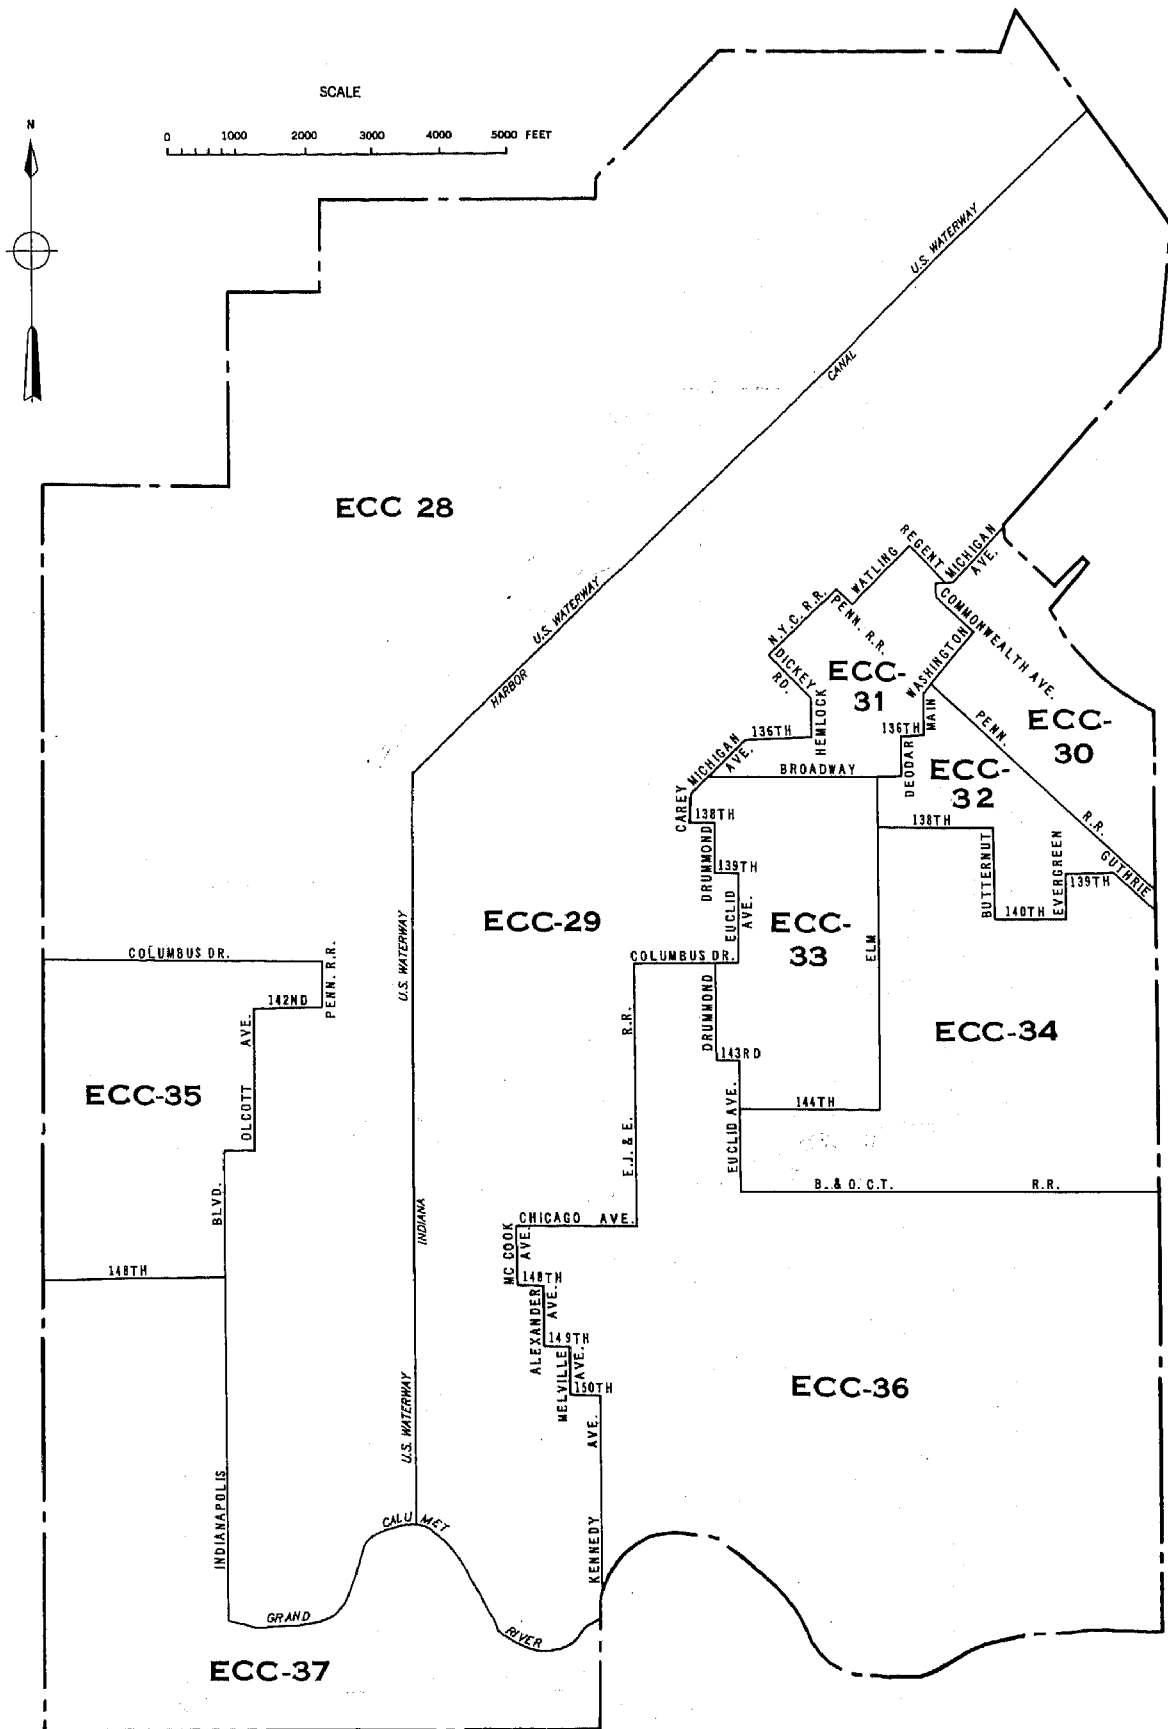 SCALE
0 1000 2000 3000 4000 5000 FEET
N
U.S. WATERWAY
CANAL
ECC 28
REGENT
MICHIGAN
AVE.
WATLING
COMMONWEALTH AVE.
N.Y.C. R.R.
PENN. R.R.
U.S. WATERWAY
HARBOR
DICKEY
RD.
WASHINGTON
ECC-
31
HEMLOCK
MAIN
136TH
136TH
MICHIGAN
AVE.
BROADWAY
DEODAR
PENN.
R.R.
ECC-
30
ECC-
32
CAREY
138TH
138TH
DRUMMOND
139TH
BUTTERNUT
EVERGREEN
139TH
GUTHRIE
140TH
EUCLID
AVE.
ECC-29
ECC-
33
ELM
U.S. WATERWAY
COLUMBUS DR.
COLUMBUS DR.
PENN. R.R.
142ND
OLCOTT AVE.
DRUMMOND
E.J. & E. R.R.
ECC-34
143RD
ECC-35
144TH
EUCLID AVE.
B. & O. C.T. R.R.
BLVD.
INDIANA
CHICAGO AVE.
MC COOK
AVE.
148TH
148TH
ALEXANDER
AVE.
149TH
MELVILLE
AVE.
150TH
ECC-36
U.S. WATERWAY
AVE.
KENNEDY
INDIANAPOLIS
CALUMET
GRAND
RIVER
ECC-37